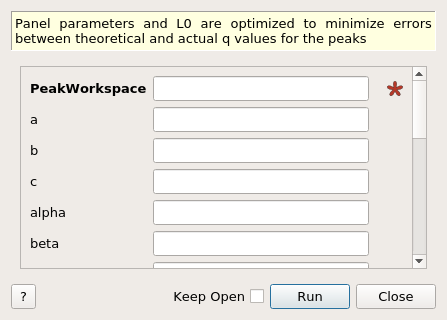 Panel parameters and L0 are optimized to minimize errors
between theoretical and actual q values for the peaks
PeakWorkspace
a
b
c
alpha
beta
? Keep Open Run Close